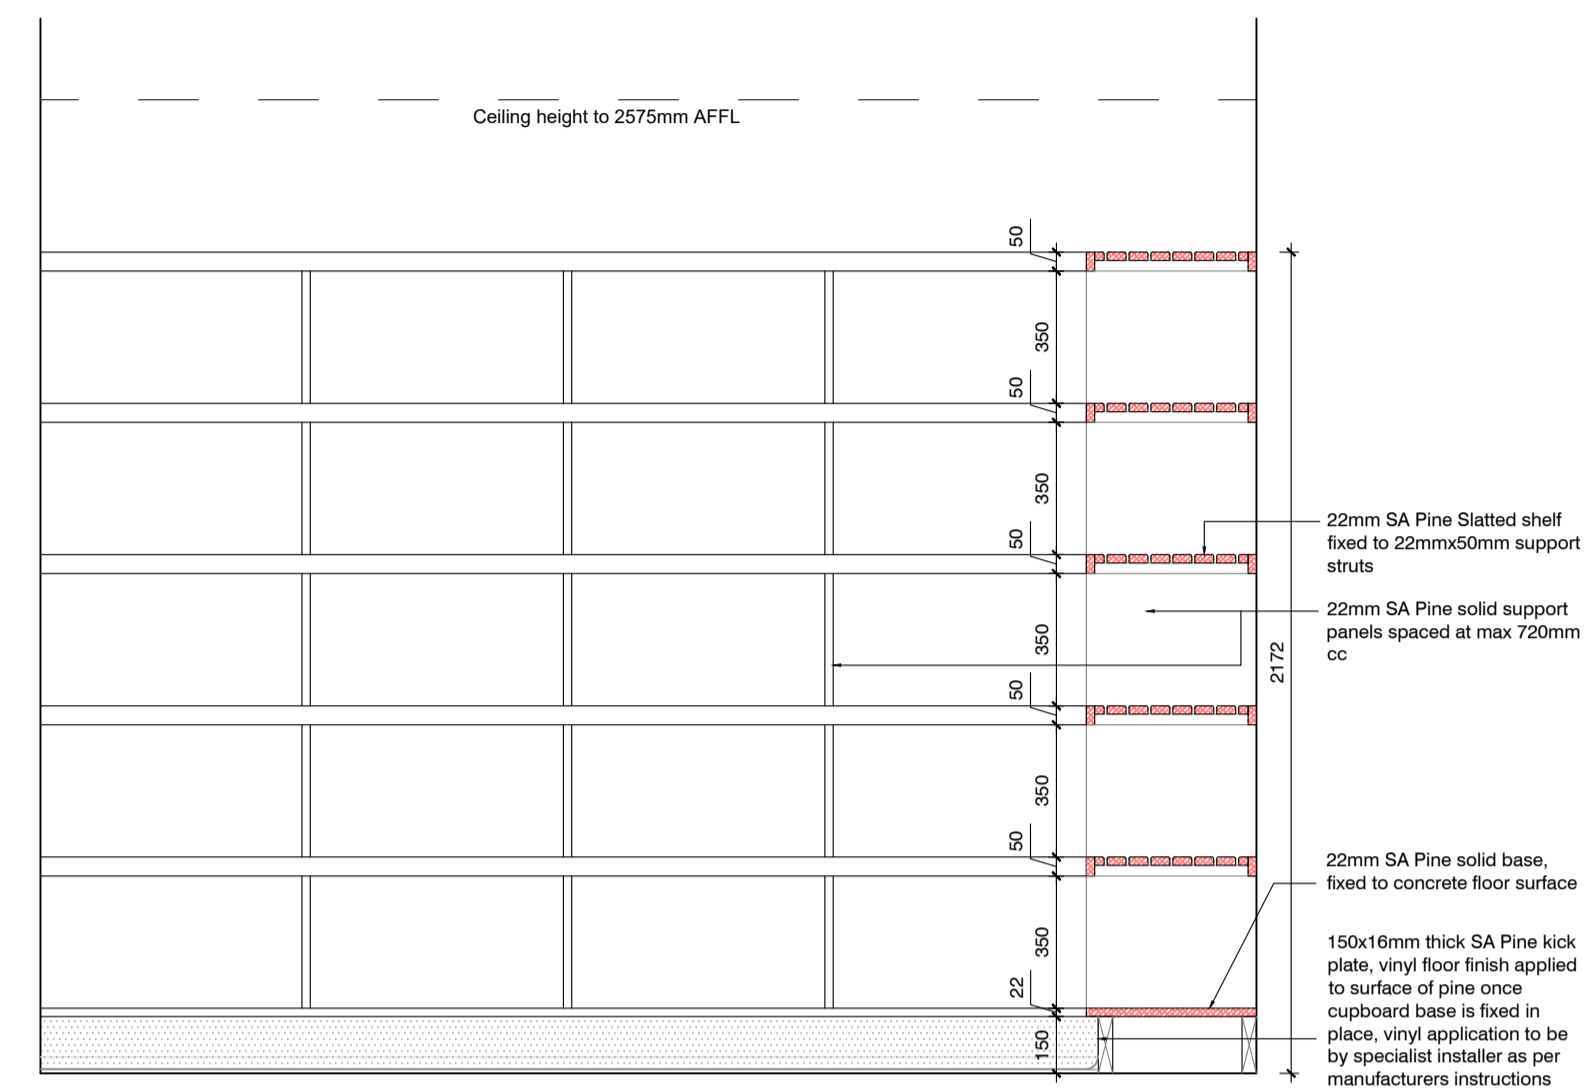 Ceiling height to 2575mm AFFL
50
350
50
350
50
350
50
350
50
350
22
150
2172
22mm SA Pine Slatted shelf
fixed to 22mmx50mm support
struts
22mm SA Pine solid support
panels spaced at max 720mm
cc
22mm SA Pine solid base,
fixed to concrete floor surface
150x16mm thick SA Pine kick
plate, vinyl floor finish applied
to surface of pine once
cupboard base is fixed in
place, vinyl application to be
by specialist installer as per
manufacturers instructions